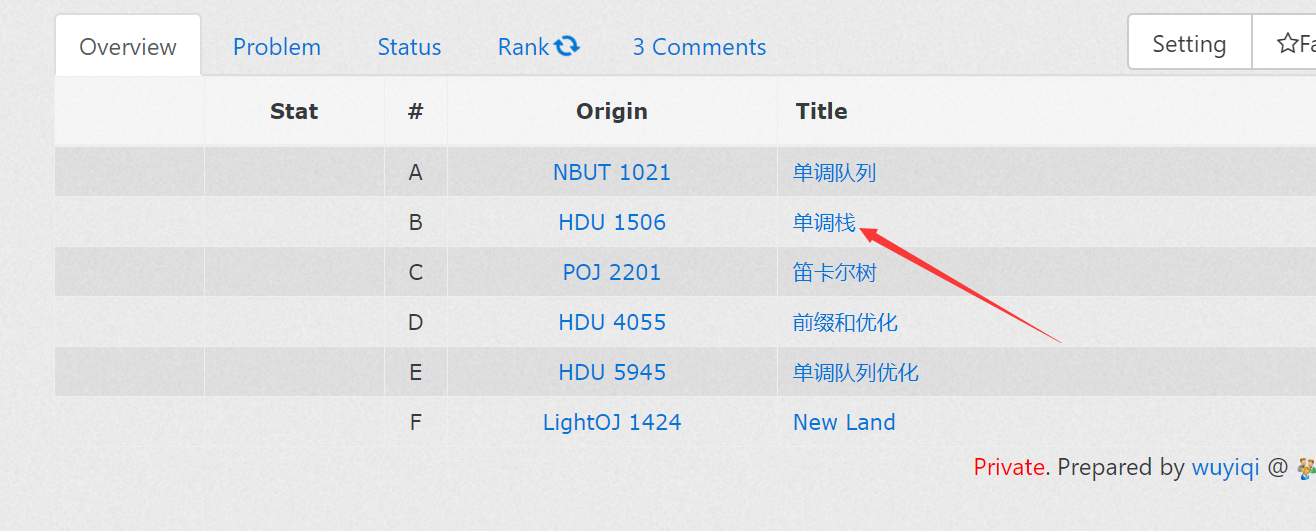 Overview Problem Status Rank 3 Comments Setting ☆Fa
Stat # Origin Title
A NBUT 1021 单调队列
B HDU 1506 单调栈
C POJ 2201 笛卡尔树
D HDU 4055 前缀和优化
E HDU 5945 单调队列优化
F LightOJ 1424 New Land
Private. Prepared by wuyiqi @